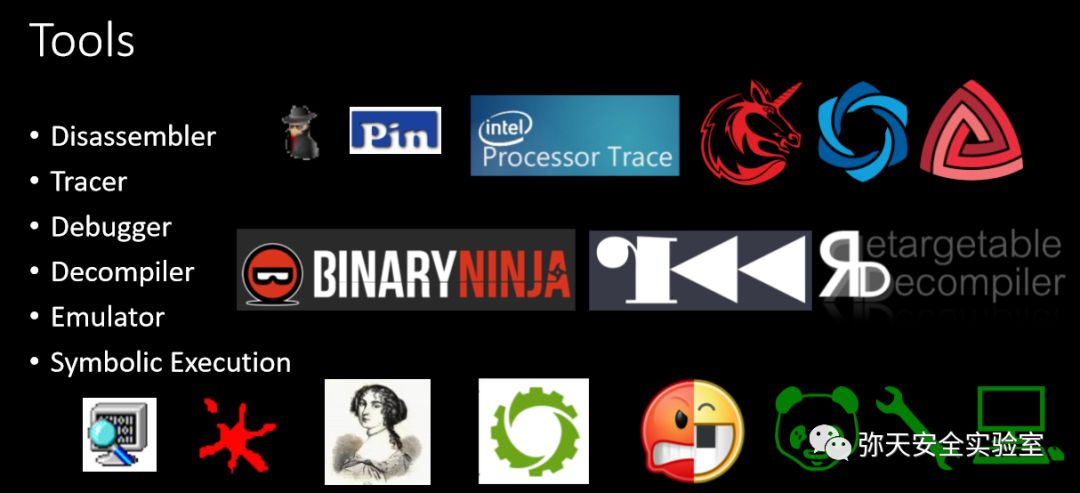 Tools
• Disassembler
• Tracer
• Debugger
• Decompiler
• Emulator
• Symbolic Execution
Pin
intel
Processor Trace
BINARYNINJA
Retargetable
Decompiler
弥天安全实验室